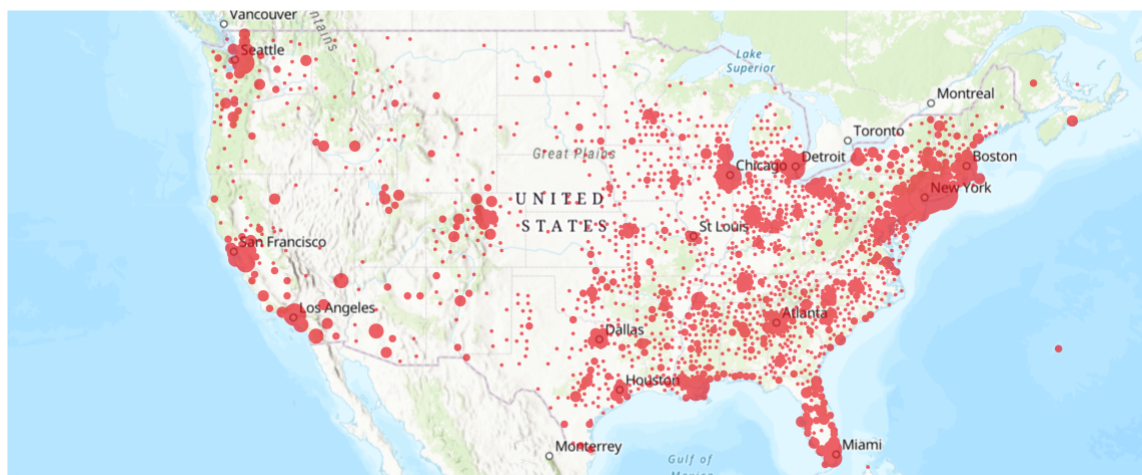 Vancouver
Mountains
Seattle
Lake
Superior
Montreal
Toronto
Great Plains
Chicago
Detroit
Boston
New York
UNITED
STATES
St Louis
San Francisco
Los Angeles
Atlanta
Dallas
Houston
Miami
Monterrey
Gulf of